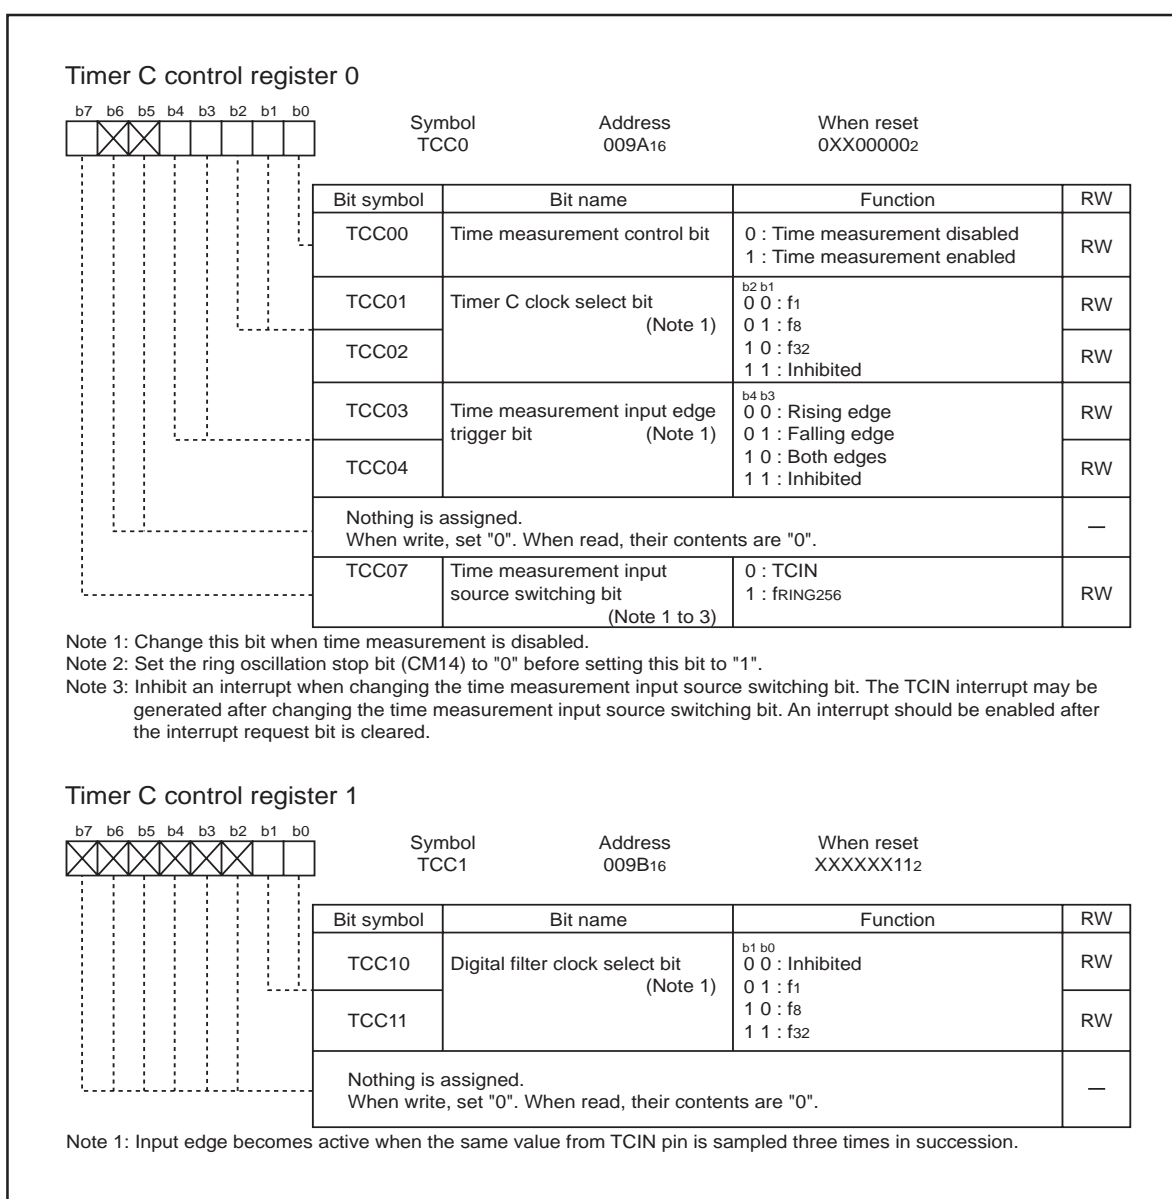 Timer C control register 0
b7 b6 b5 b4 b3 b2 b1 b0
Symbol Address When reset
TCC0 009A16 0XX000002
Bit symbol Bit name Function RW
TCC00 Time measurement control bit 0 : Time measurement disabled RW
1 : Time measurement enabled
TCC01 Timer C clock select bit (Note 1) b2 b1 RW
0 0 : f1
0 1 : f8
TCC02 1 0 : f32 RW
1 1 : Inhibited
TCC03 Time measurement input edge b4 b3 RW
trigger bit (Note 1) 0 0 : Rising edge
0 1 : Falling edge
TCC04 1 0 : Both edges RW
1 1 : Inhibited
Nothing is assigned. —
When write, set "0". When read, their contents are "0".
TCC07 Time measurement input 0 : TCIN RW
source switching bit 1 : fRING256
(Note 1 to 3)
Note 1: Change this bit when time measurement is disabled.
Note 2: Set the ring oscillation stop bit (CM14) to "0" before setting this bit to "1".
Note 3: Inhibit an interrupt when changing the time measurement input source switching bit. The TCIN interrupt may be
generated after changing the time measurement input source switching bit. An interrupt should be enabled after
the interrupt request bit is cleared.
Timer C control register 1
b7 b6 b5 b4 b3 b2 b1 b0
Symbol Address When reset
TCC1 009B16 XXXXXX112
Bit symbol Bit name Function RW
TCC10 Digital filter clock select bit b1 b0 RW
(Note 1) 0 0 : Inhibited
0 1 : f1
TCC11 1 0 : f8 RW
1 1 : f32
Nothing is assigned. —
When write, set "0". When read, their contents are "0".
Note 1: Input edge becomes active when the same value from TCIN pin is sampled three times in succession.